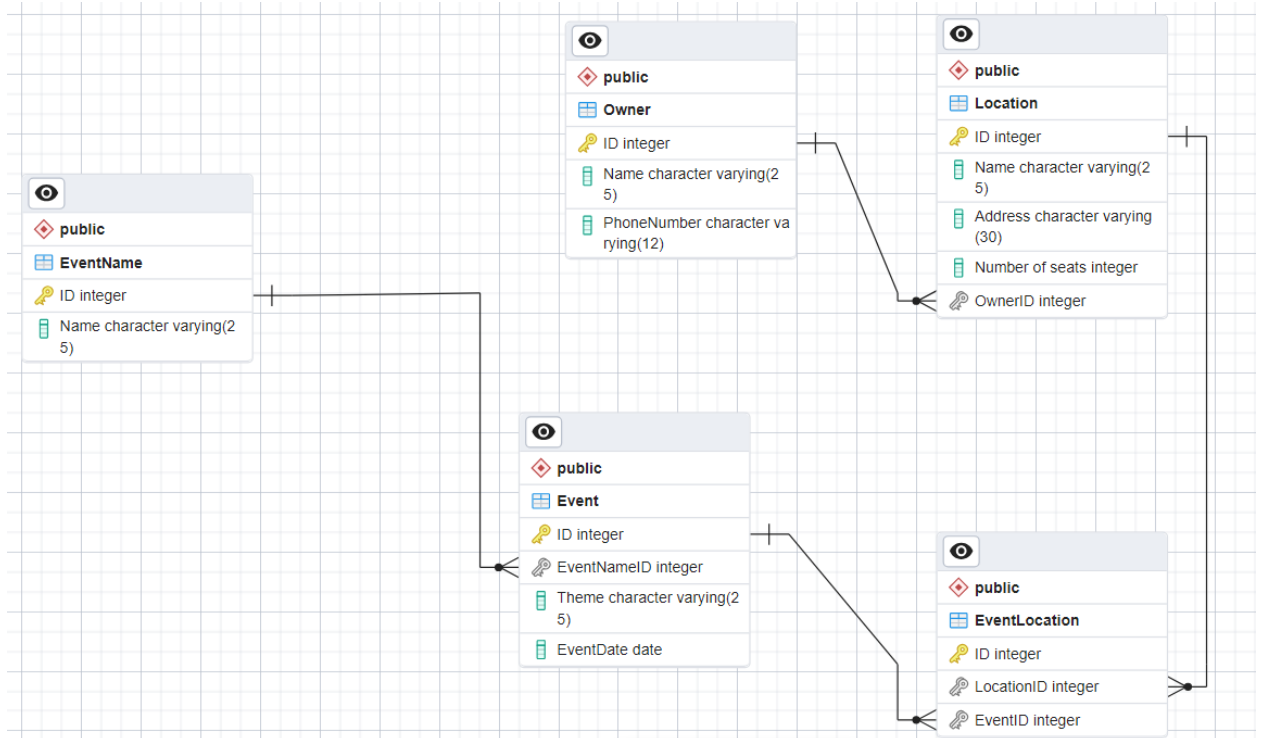 public
Owner
ID integer
Name character varying(2
5)
PhoneNumber character va
rying(12)
public
Location
ID integer
Name character varying(2
5)
Address character varying
(30)
Number of seats integer
OwnerID integer
public
EventName
ID integer
Name character varying(2
5)
public
Event
ID integer
EventNameID integer
Theme character varying(2
5)
EventDate date
public
EventLocation
ID integer
LocationID integer
EventID integer